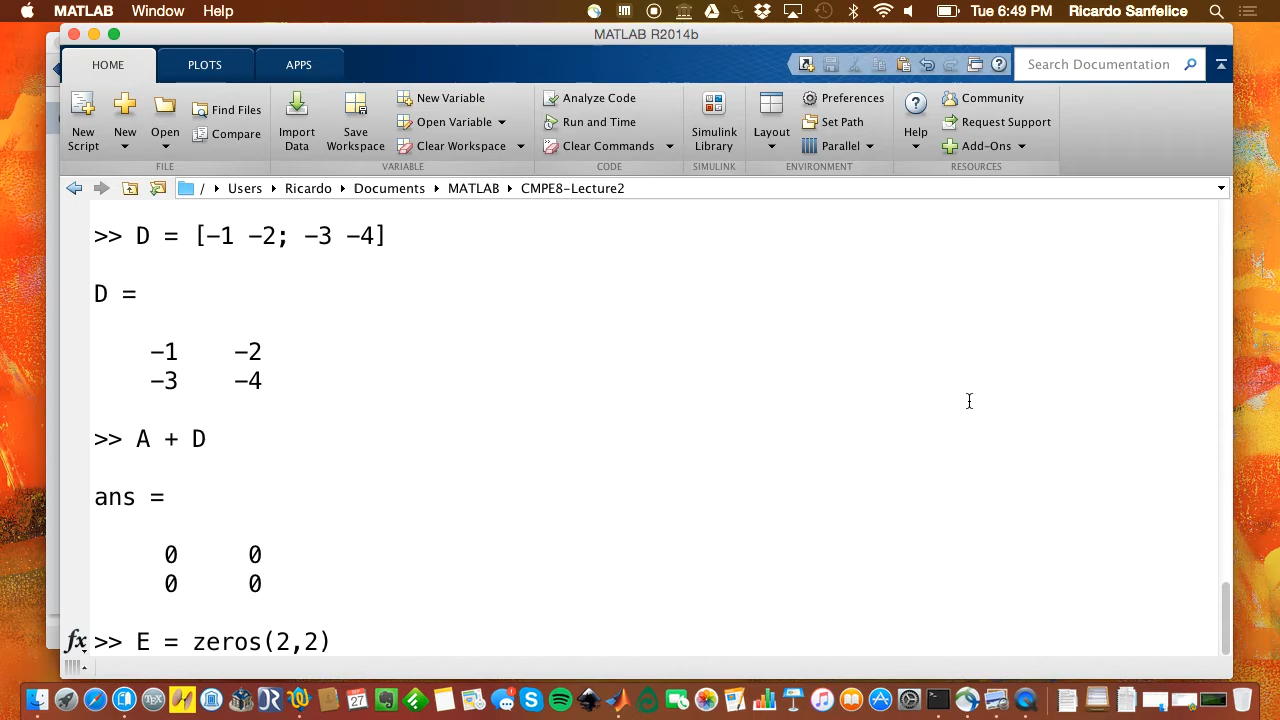 MATLAB Window Help Tue 6:49 PM Ricardo Sanfelice
MATLAB R2014b
HOME PLOTS APPS Search Documentation
New Script New Open Find Files Compare Import Data Save Workspace New Variable Open Variable Clear Workspace Analyze Code Run and Time Clear Commands Simulink Library Layout Preferences Set Path Parallel Help Community Request Support Add-Ons
FILE VARIABLE CODE SIMULINK ENVIRONMENT RESOURCES
/ Users Ricardo Documents MATLAB CMPE8-Lecture2
>> D = [-1 -2; -3 -4]
D =
-1 -2
-3 -4
>> A + D
ans =
0 0
0 0
fx >> E = zeros(2,2)